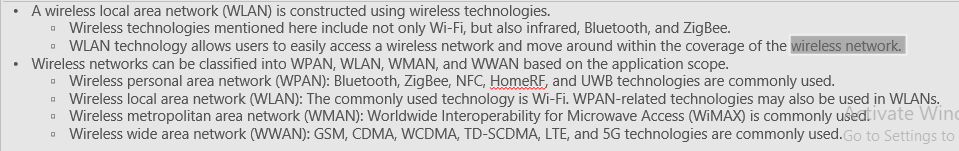 • A wireless local area network (WLAN) is constructed using wireless technologies.
▫ Wireless technologies mentioned here include not only Wi-Fi, but also infrared, Bluetooth, and ZigBee.
▫ WLAN technology allows users to easily access a wireless network and move around within the coverage of the wireless network.
• Wireless networks can be classified into WPAN, WLAN, WMAN, and WWAN based on the application scope.
▫ Wireless personal area network (WPAN): Bluetooth, ZigBee, NFC, HomeRF, and UWB technologies are commonly used.
▫ Wireless local area network (WLAN): The commonly used technology is Wi-Fi. WPAN-related technologies may also be used in WLANs.
▫ Wireless metropolitan area network (WMAN): Worldwide Interoperability for Microwave Access (WiMAX) is commonly used.
▫ Wireless wide area network (WWAN): GSM, CDMA, WCDMA, TD-SCDMA, LTE, and 5G technologies are commonly used.
Activate Wind
Go to Settings to